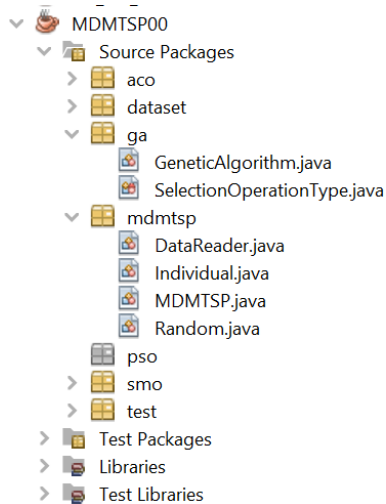 MDMTSP00
Source Packages
aco
dataset
ga
GeneticAlgorithm.java
SelectionOperationType.java
mdmtsp
DataReader.java
Individual.java
MDMTSP.java
Random.java
pso
smo
test
Test Packages
Libraries
Test Libraries